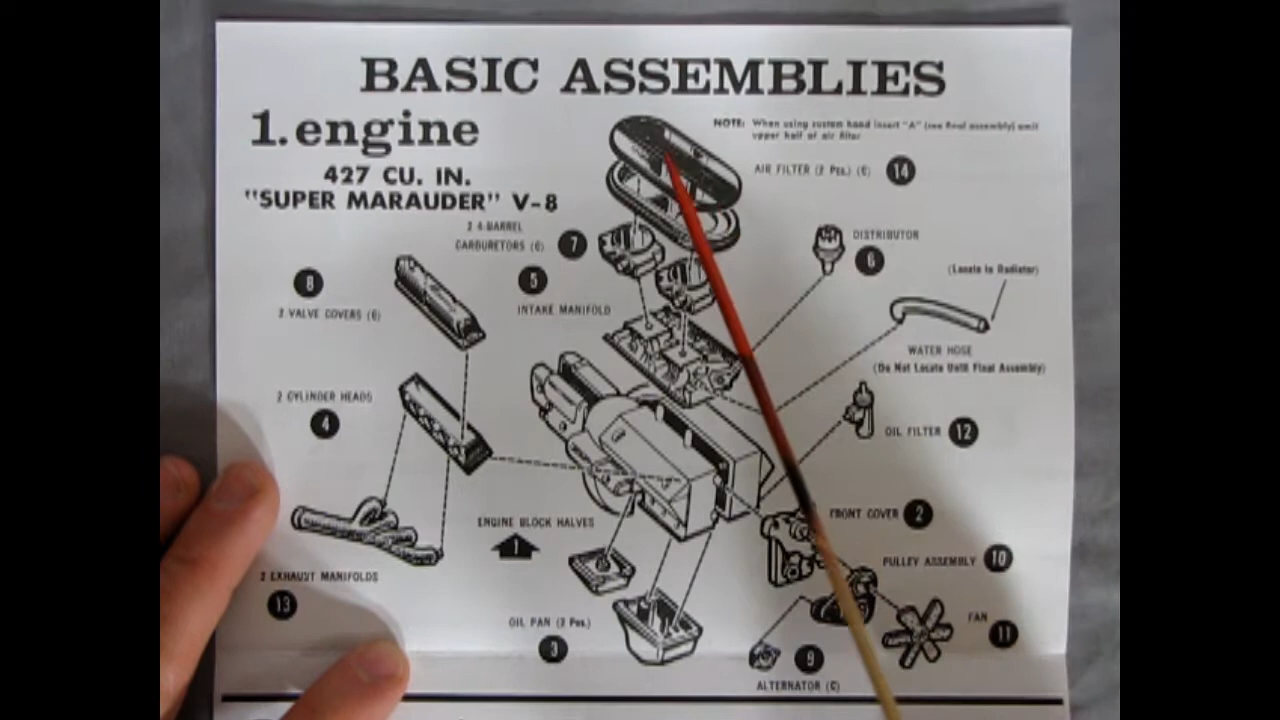 BASIC ASSEMBLIES
1. engine
427 CU. IN.
"SUPER MARAUDER" V-8
NOTE: When using custom hood insert "A" (see final assembly) omit
upper half of air filter
AIR FILTER (2 Pcs.) (C) 14
2 4-BARREL
CARBURETORS (C) 7
DISTRIBUTOR
6
5
INTAKE MANIFOLD
8
2 VALVE COVERS (C)
(Locate to Radiator)
WATER HOSE
(Do Not Locate Until Final Assembly)
2 CYLINDER HEADS
4
OIL FILTER 12
FRONT COVER 2
ENGINE BLOCK HALVES
1
PULLEY ASSEMBLY 10
2 EXHAUST MANIFOLDS
13
OIL PAN (2 Pcs.)
3
FAN 11
9
ALTERNATOR (C)